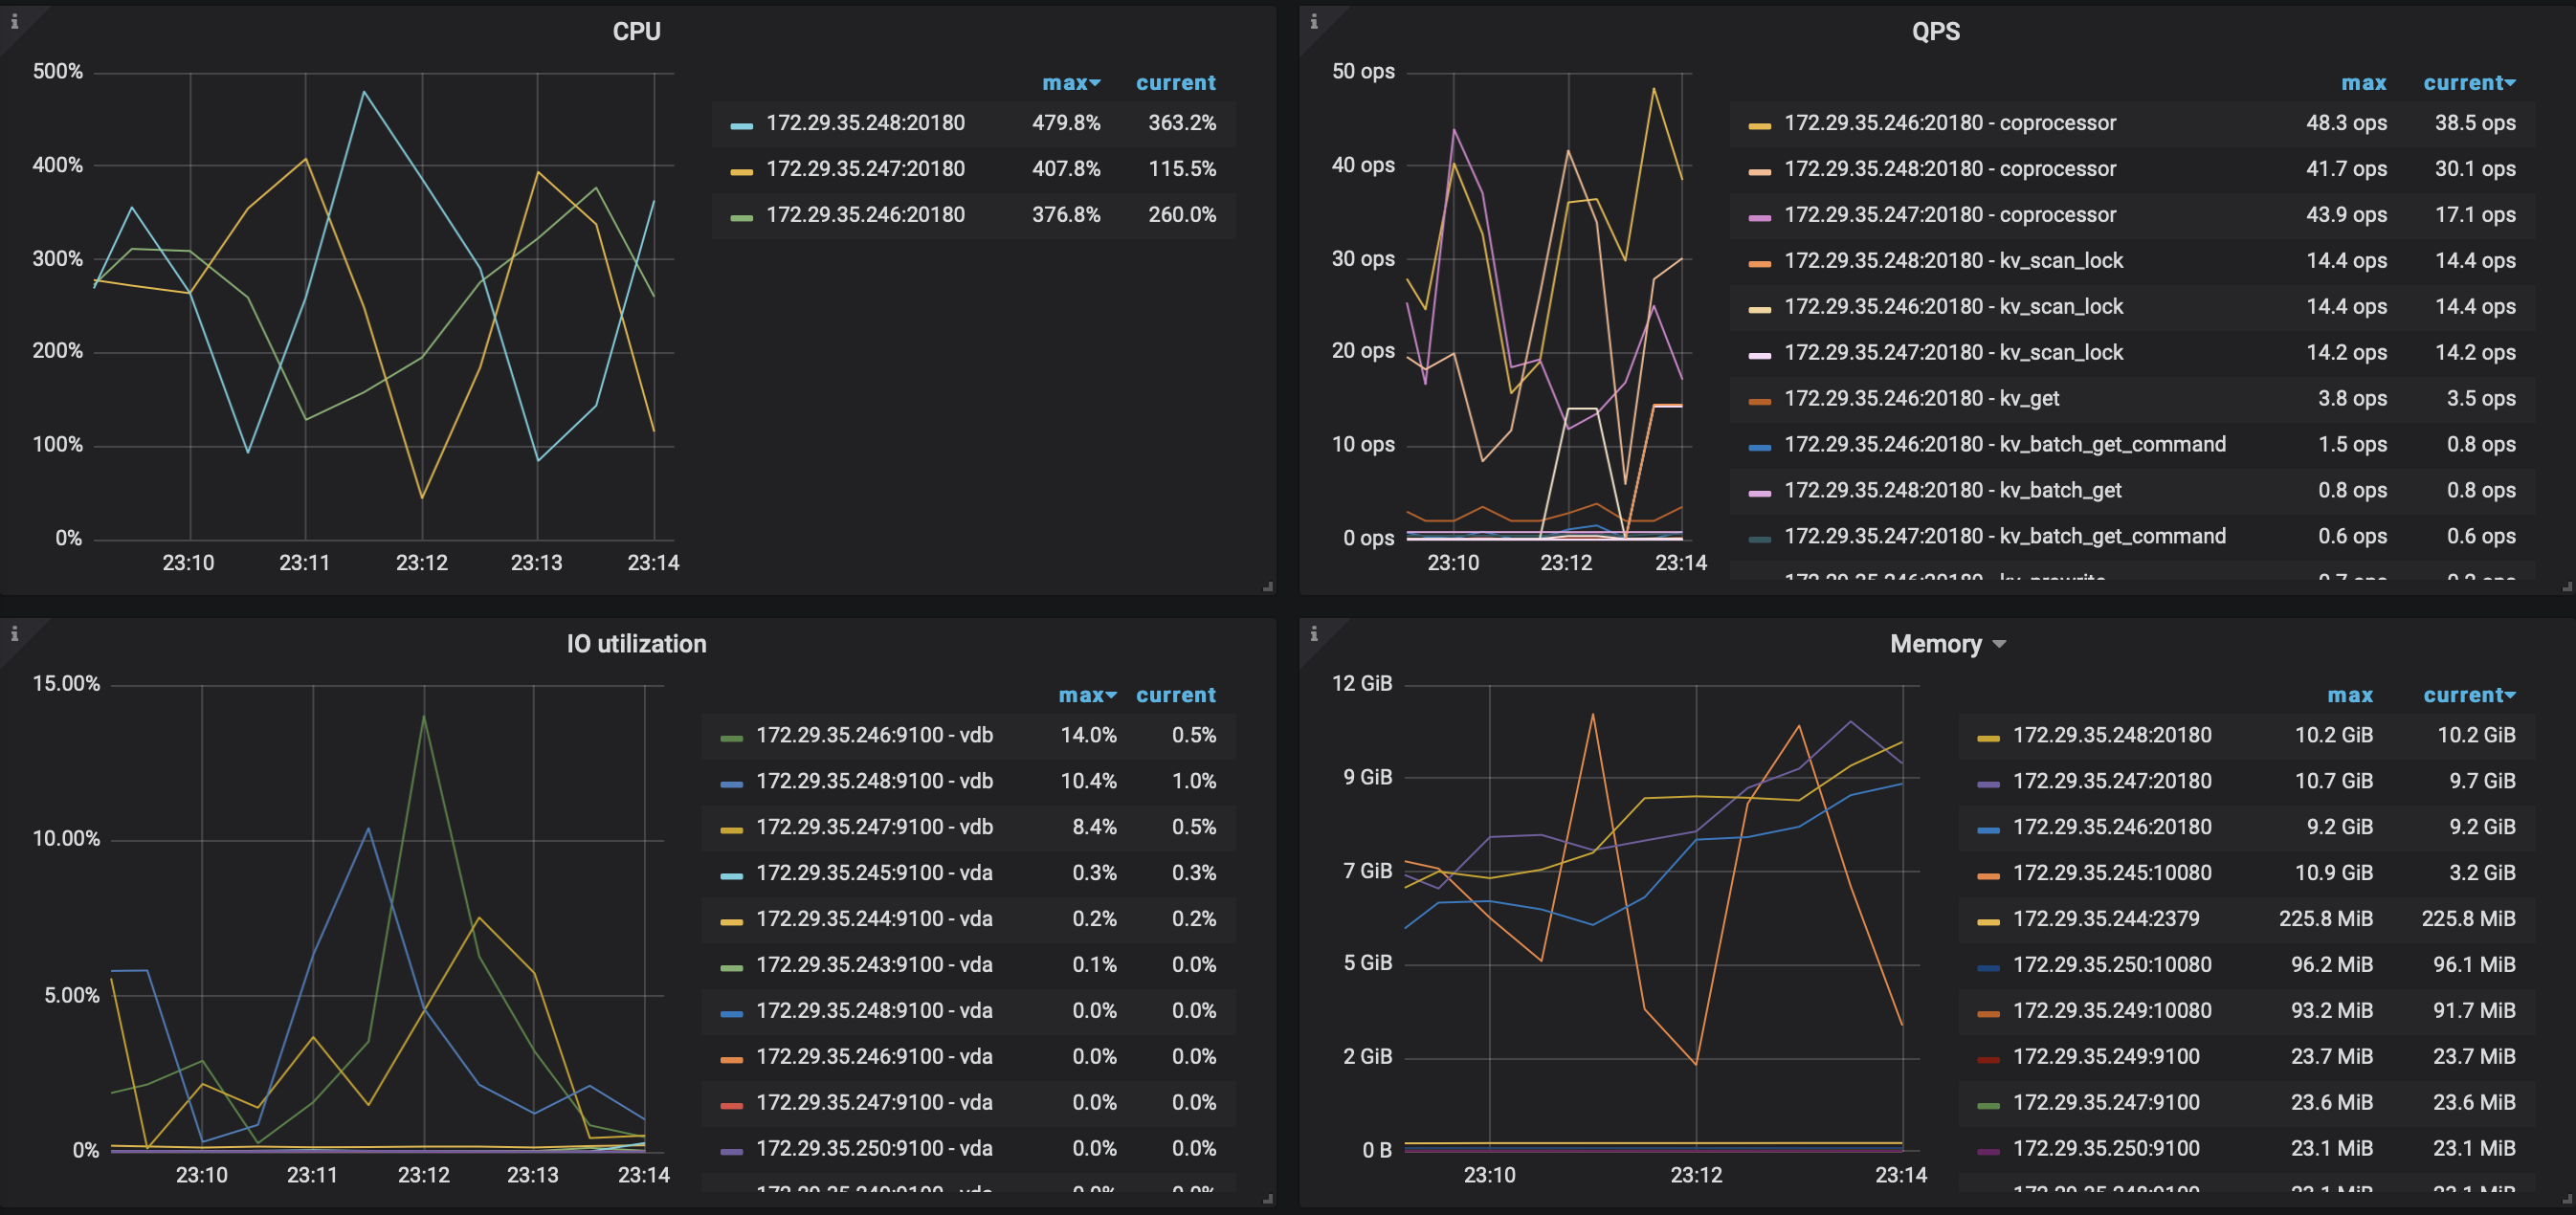 CPU
500%
400%
300%
200%
100%
0%
23:10 23:11 23:12 23:13 23:14
max current
172.29.35.248:20180 479.8% 363.2%
172.29.35.247:20180 407.8% 115.5%
172.29.35.246:20180 376.8% 260.0%
QPS
50 ops
40 ops
30 ops
20 ops
10 ops
0 ops
23:10 23:12 23:14
max current
172.29.35.246:20180 - coprocessor 48.3 ops 38.5 ops
172.29.35.248:20180 - coprocessor 41.7 ops 30.1 ops
172.29.35.247:20180 - coprocessor 43.9 ops 17.1 ops
172.29.35.248:20180 - kv_scan_lock 14.4 ops 14.4 ops
172.29.35.246:20180 - kv_scan_lock 14.4 ops 14.4 ops
172.29.35.247:20180 - kv_scan_lock 14.2 ops 14.2 ops
172.29.35.246:20180 - kv_get 3.8 ops 3.5 ops
172.29.35.246:20180 - kv_batch_get_command 1.5 ops 0.8 ops
172.29.35.248:20180 - kv_batch_get 0.8 ops 0.8 ops
172.29.35.247:20180 - kv_batch_get_command 0.6 ops 0.6 ops
IO utilization
15.00%
10.00%
5.00%
0%
23:10 23:11 23:12 23:13 23:14
max current
172.29.35.246:9100 - vdb 14.0% 0.5%
172.29.35.248:9100 - vdb 10.4% 1.0%
172.29.35.247:9100 - vdb 8.4% 0.5%
172.29.35.245:9100 - vda 0.3% 0.3%
172.29.35.244:9100 - vda 0.2% 0.2%
172.29.35.243:9100 - vda 0.1% 0.0%
172.29.35.248:9100 - vda 0.0% 0.0%
172.29.35.246:9100 - vda 0.0% 0.0%
172.29.35.247:9100 - vda 0.0% 0.0%
172.29.35.250:9100 - vda 0.0% 0.0%
Memory
12 GiB
9 GiB
7 GiB
5 GiB
2 GiB
0 B
23:10 23:12 23:14
max current
172.29.35.248:20180 10.2 GiB 10.2 GiB
172.29.35.247:20180 10.7 GiB 9.7 GiB
172.29.35.246:20180 9.2 GiB 9.2 GiB
172.29.35.245:10080 10.9 GiB 3.2 GiB
172.29.35.244:2379 225.8 MiB 225.8 MiB
172.29.35.250:10080 96.2 MiB 96.1 MiB
172.29.35.249:10080 93.2 MiB 91.7 MiB
172.29.35.249:9100 23.7 MiB 23.7 MiB
172.29.35.247:9100 23.6 MiB 23.6 MiB
172.29.35.250:9100 23.1 MiB 23.1 MiB